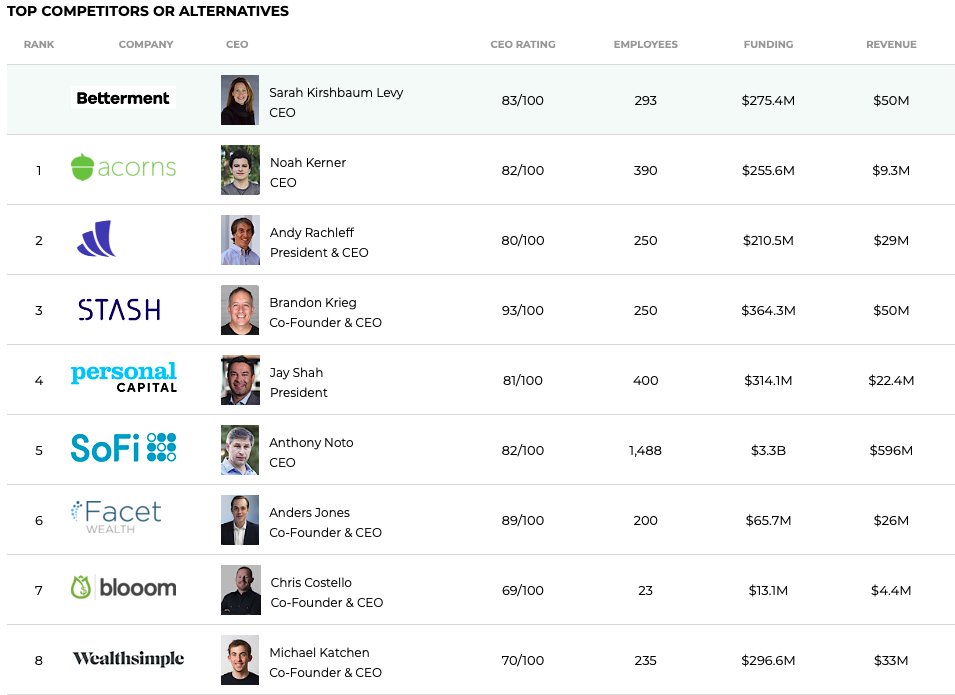 TOP COMPETITORS OR ALTERNATIVES
RANK COMPANY CEO CEO RATING EMPLOYEES FUNDING REVENUE
Betterment Sarah Kirshbaum Levy 83/100 293 $275.4M $50M
CEO
1 acorns Noah Kerner 82/100 390 $255.6M $9.3M
CEO
2 Andy Rachleff 80/100 250 $210.5M $29M
President & CEO
3 STASH Brandon Krieg 93/100 250 $364.3M $50M
Co-Founder & CEO
4 personal CAPITAL Jay Shah 81/100 400 $314.1M $22.4M
President
5 SoFi Anthony Noto 82/100 1,488 $3.3B $596M
CEO
6 Facet WEALTH Anders Jones 89/100 200 $65.7M $26M
Co-Founder & CEO
7 blooom Chris Costello 69/100 23 $13.1M $4.4M
Co-Founder & CEO
8 Wealthsimple Michael Katchen 70/100 235 $296.6M $33M
Co-Founder & CEO